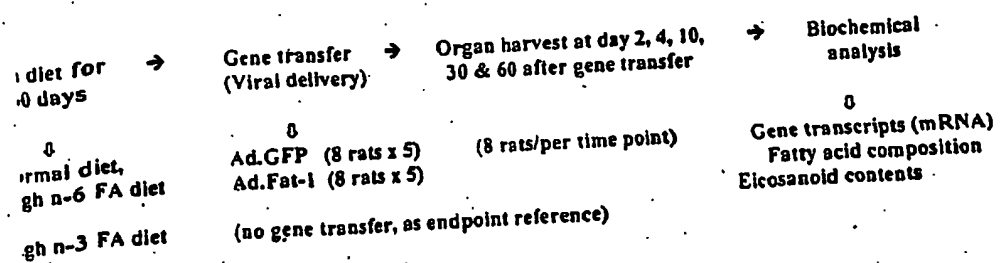 diet for → Gene transfer → Organ harvest at day 2, 4, 10, → Biochemical
0 days (Viral delivery) 30 & 60 after gene transfer analysis
⇩ ⇩ ⇩
rmal diet, Ad.GFP (8 rats x 5) (8 rats/per time point) Gene transcripts (mRNA)
gh n-6 FA diet Ad.Fat-1 (8 rats x 5) Fatty acid composition
Eicosanoid contents
gh n-3 FA diet (no gene transfer, as endpoint reference)